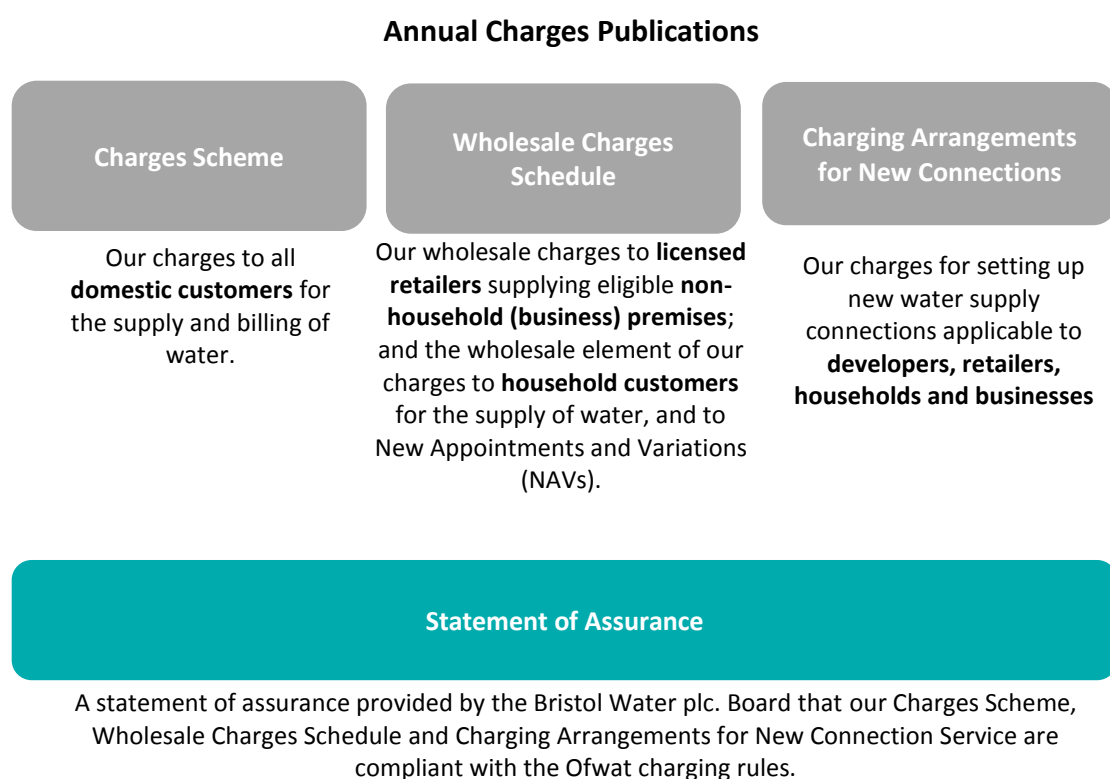 Annual Charges Publications
Charges Scheme
Our charges to all
domestic customers for
the supply and billing of
water.
Wholesale Charges
Schedule
Our wholesale charges to licensed
retailers supplying eligible non-
household (business) premises;
and the wholesale element of our
charges to household customers
for the supply of water, and to
New Appointments and Variations
(NAVs).
Charging Arrangements
for New Connections
Our charges for setting up
new water supply
connections applicable to
developers, retailers,
households and businesses
Statement of Assurance
A statement of assurance provided by the Bristol Water plc. Board that our Charges Scheme,
Wholesale Charges Schedule and Charging Arrangements for New Connection Service are
compliant with the Ofwat charging rules.